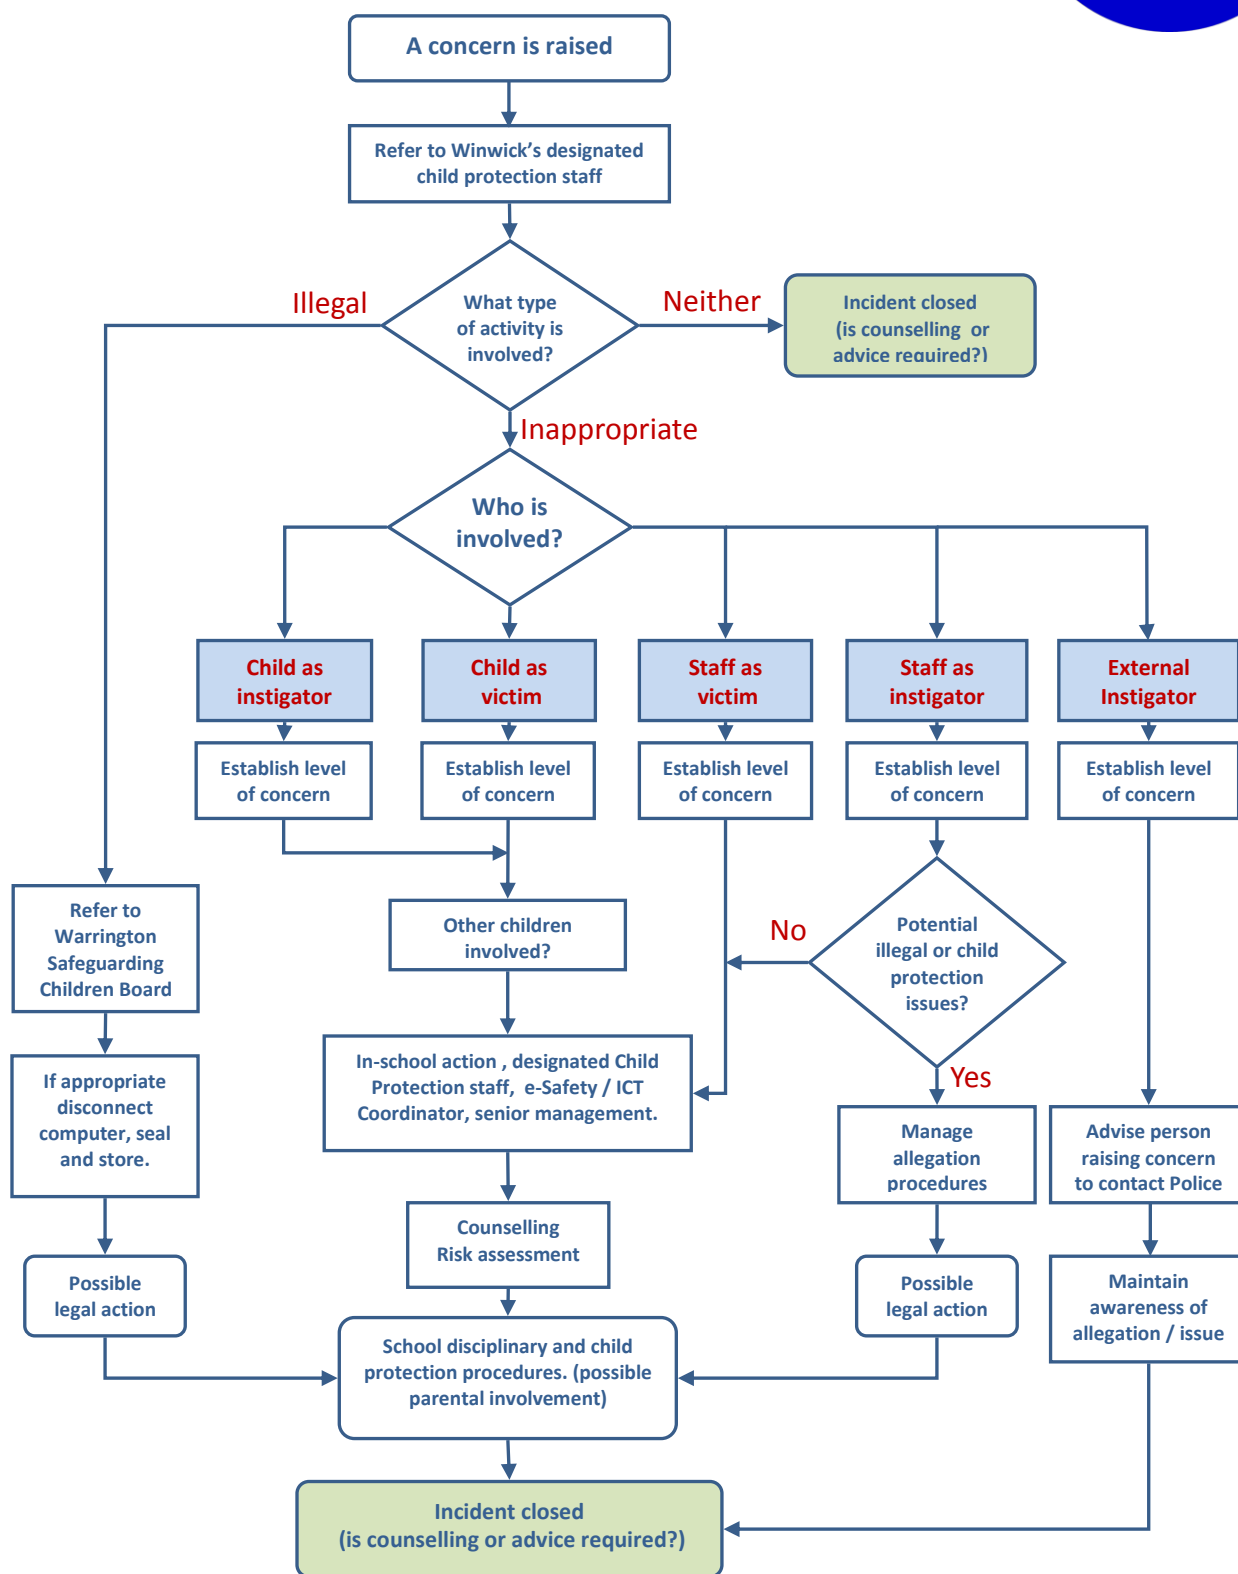 A concern is raised
Refer to Winwick's designated
child protection staff
Illegal
What type
of activity is
involved?
Neither
Incident closed
(is counselling or
advice required?)
Inappropriate
Who is
involved?
Child as
instigator
Child as
victim
Staff as
victim
Staff as
instigator
External
Instigator
Establish level
of concern
Establish level
of concern
Establish level
of concern
Establish level
of concern
Establish level
of concern
Refer to
Warrington
Safeguarding
Children Board
Other children
involved?
No
Potential
illegal or child
protection
issues?
Yes
If appropriate
disconnect
computer, seal
and store.
In-school action , designated Child
Protection staff, e-Safety / ICT
Coordinator, senior management.
Manage
allegation
procedures
Advise person
raising concern
to contact Police
Counselling
Risk assessment
Possible
legal action
Possible
legal action
Maintain
awareness of
allegation / issue
School disciplinary and child
protection procedures. (possible
parental involvement)
Incident closed
(is counselling or advice required?)